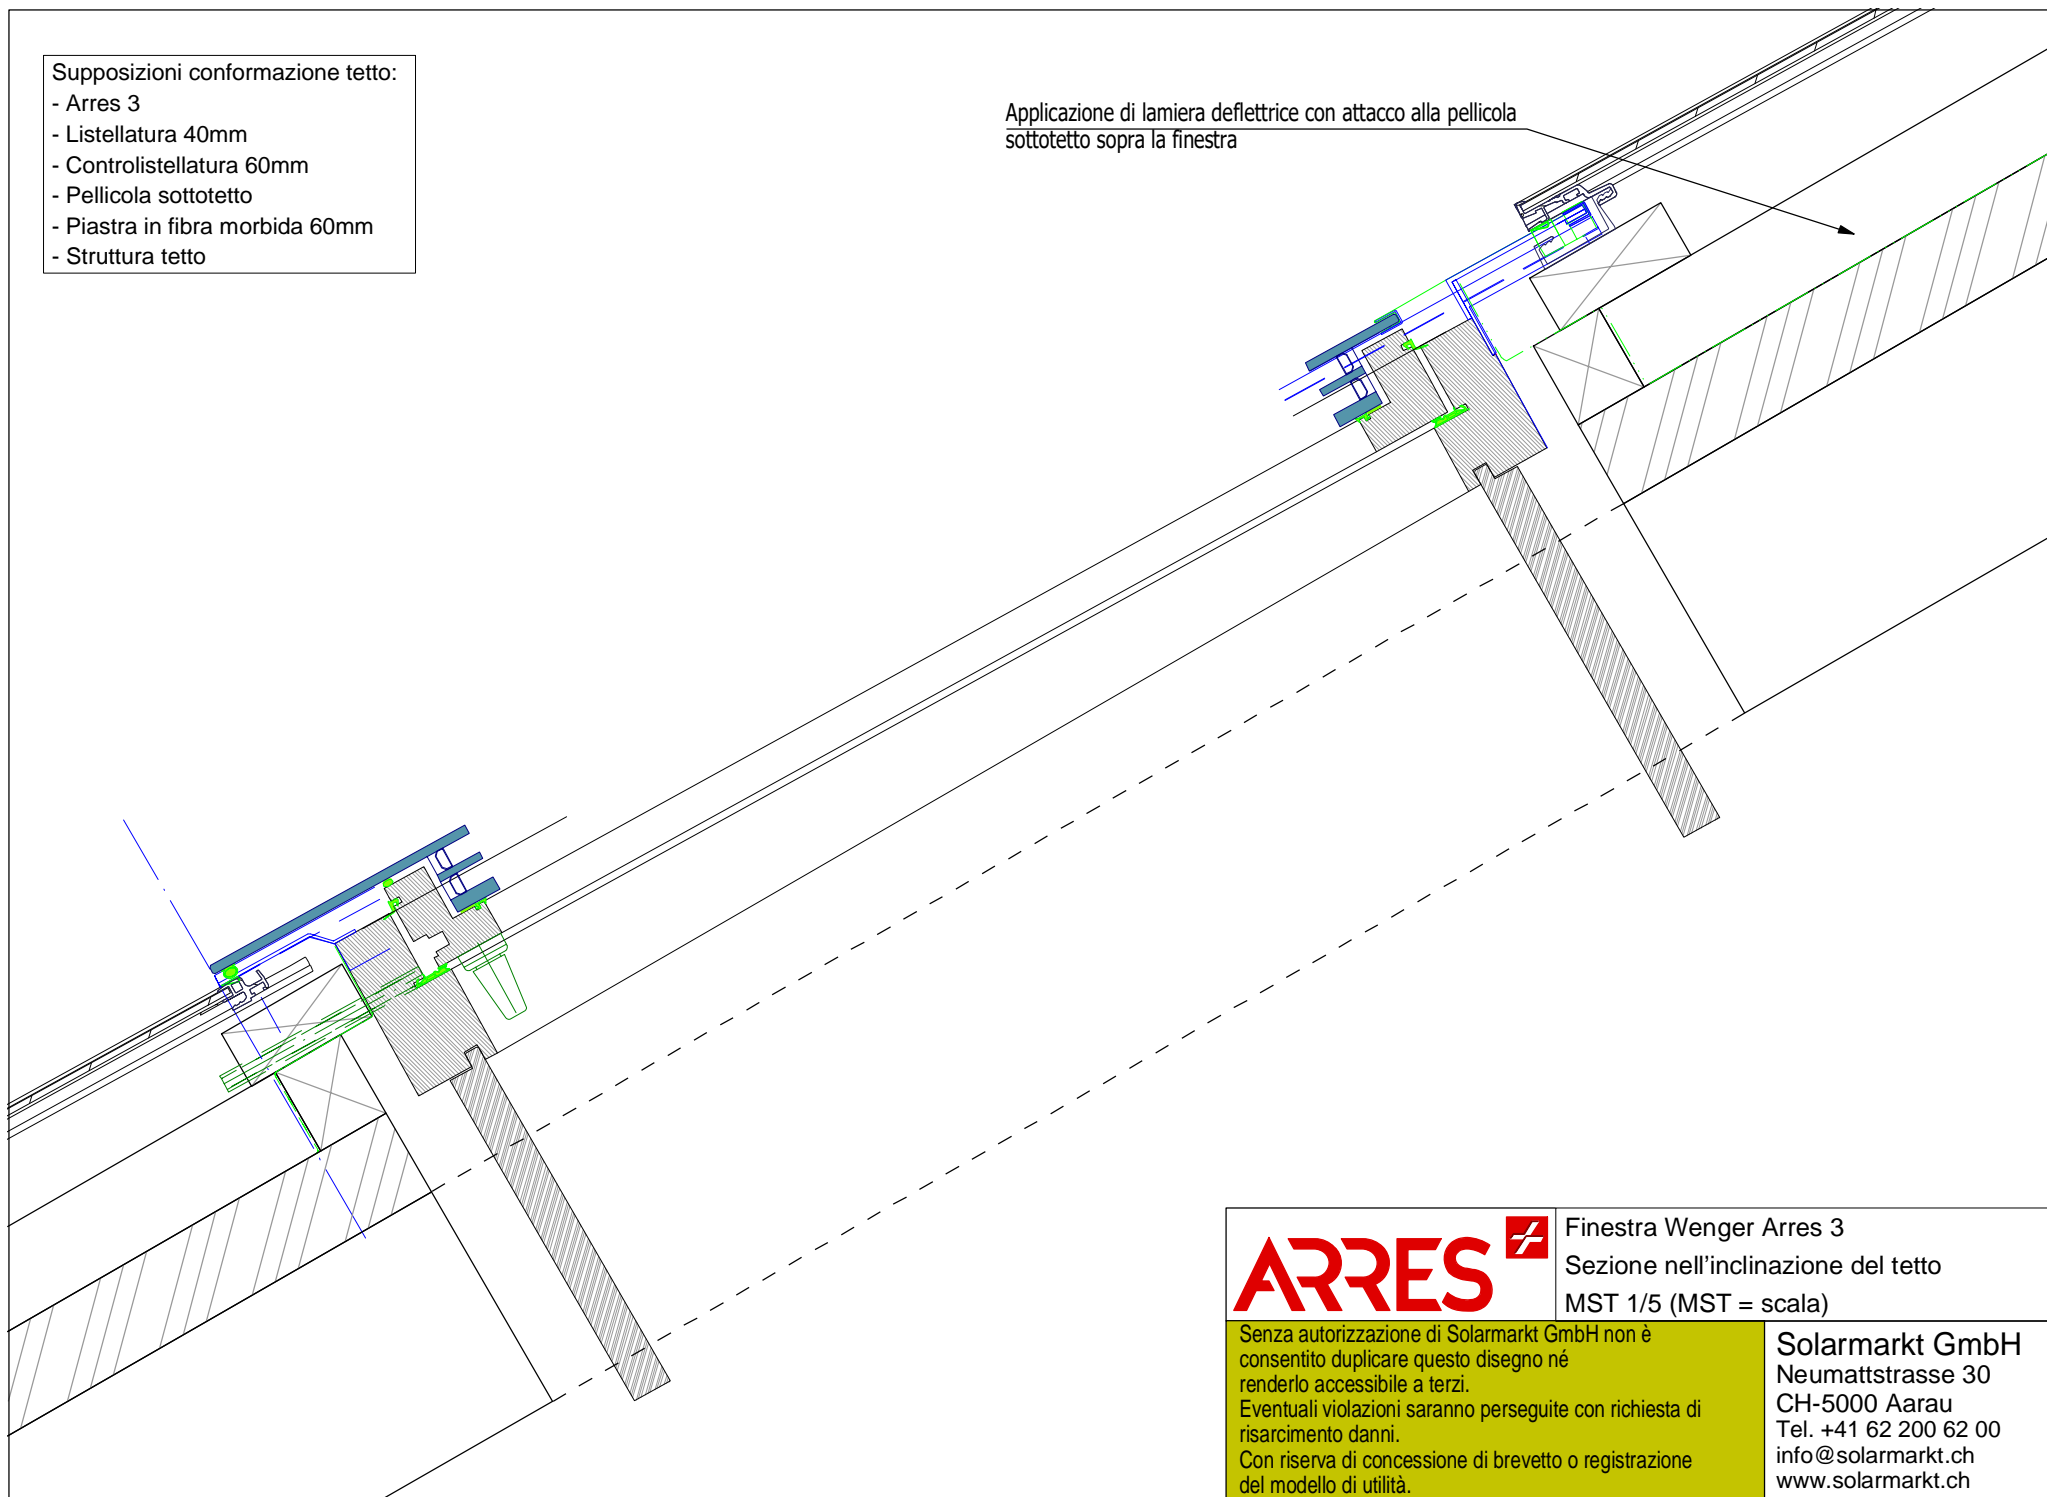 Supposizioni conformazione tetto:
- Arres 3
- Listellatura 40mm
- Controlistellatura 60mm
- Pellicola sottotetto
- Piastra in fibra morbida 60mm
- Struttura tetto
Applicazione di lamiera deflettrice con attacco alla pellicola
sottotetto sopra la finestra
ARRES
Finestra Wenger Arres 3
Sezione nell'inclinazione del tetto
MST 1/5 (MST = scala)
Senza autorizzazione di Solarmarkt GmbH non è
consentito duplicare questo disegno né
renderlo accessibile a terzi.
Eventuali violazioni saranno perseguite con richiesta di
risarcimento danni.
Con riserva di concessione di brevetto o registrazione
del modello di utilità.
Solarmarkt GmbH
Neumattstrasse 30
CH-5000 Aarau
Tel. +41 62 200 62 00
info@solarmarkt.ch
www.solarmarkt.ch